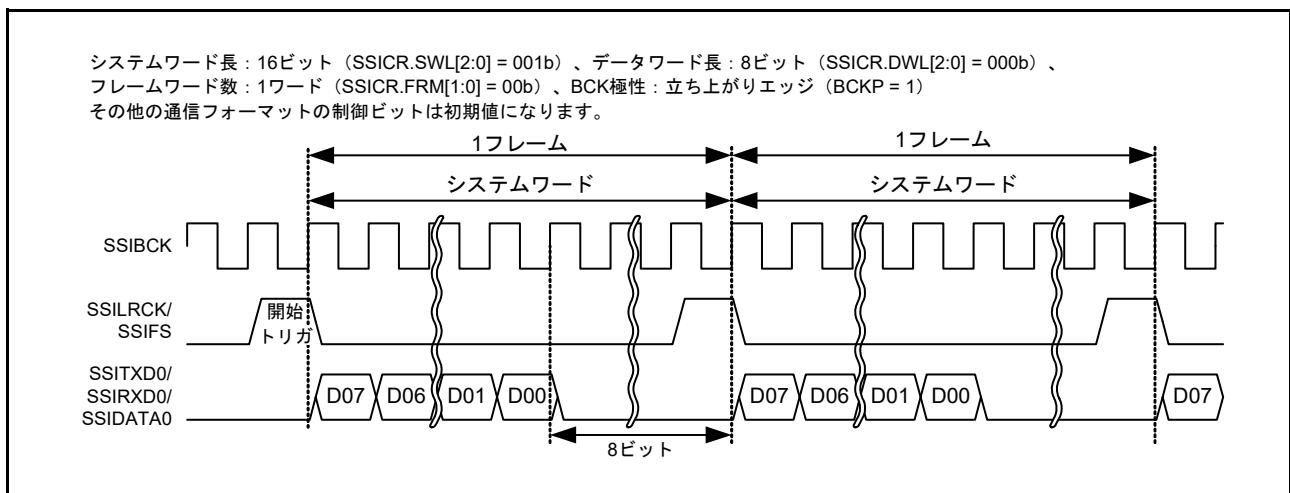 システムワード長：16ビット（SSICR.SWL[2:0] = 001b）、データワード長：8ビット（SSICR.DWL[2:0] = 000b）、
フレームワード数：1ワード（SSICR.FRM[1:0] = 00b）、BCK極性：立ち上がりエッジ（BCKP = 1）
その他の通信フォーマットの制御ビットは初期値になります。
1フレーム 1フレーム
システムワード システムワード
SSIBCK
SSILRCK/
SSIFS
開始
トリガ
SSITXD0/
SSIRXD0/
SSIDATA0
D07 D06 D01 D00 D07 D06 D01 D00 D07
8ビット